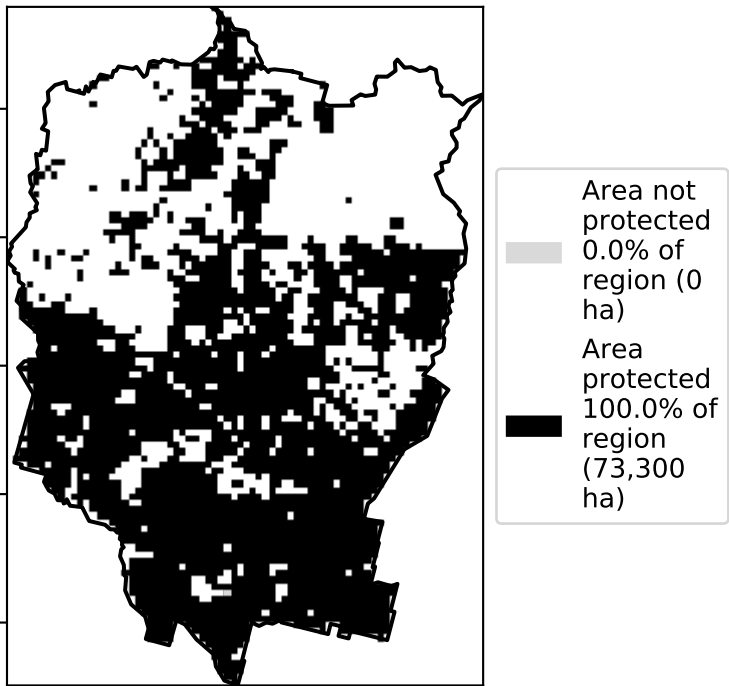 Area not
protected
0.0% of
region (0
ha)
Area
protected
100.0% of
region
(73,300
ha)